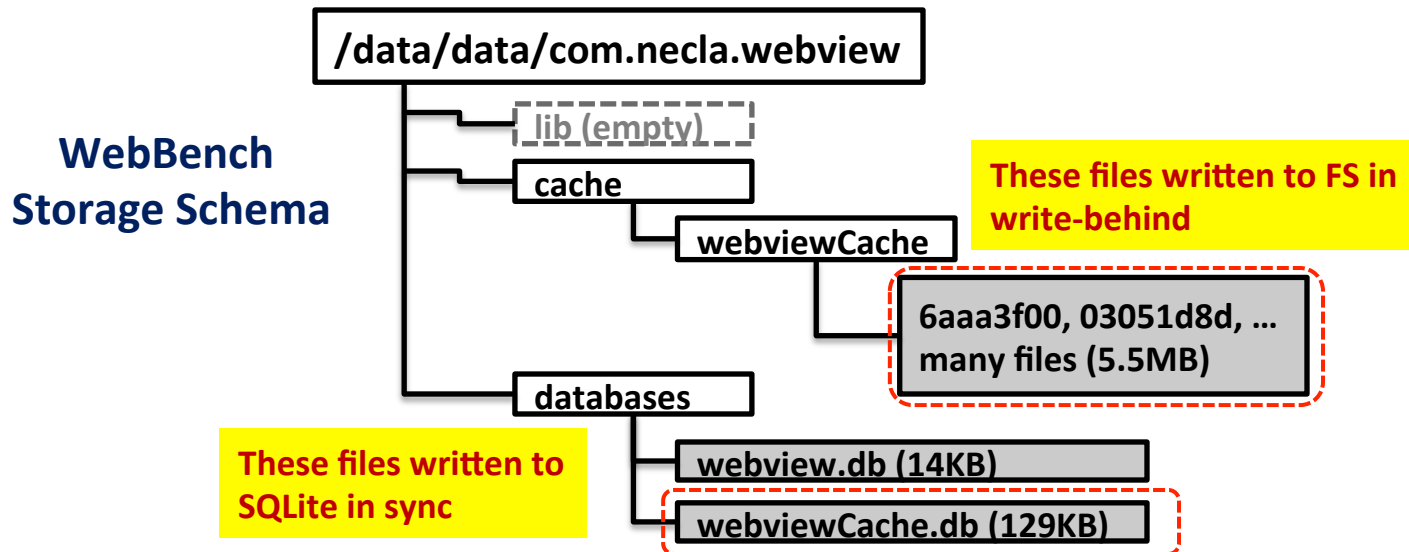 /data/data/com.necla.webview
lib (empty)
WebBench
Storage Schema
cache
These files written to FS in
write-behind
webviewCache
6aaa3f00, 03051d8d, …
many files (5.5MB)
databases
These files written to
SQLite in sync
webview.db (14KB)
webviewCache.db (129KB)